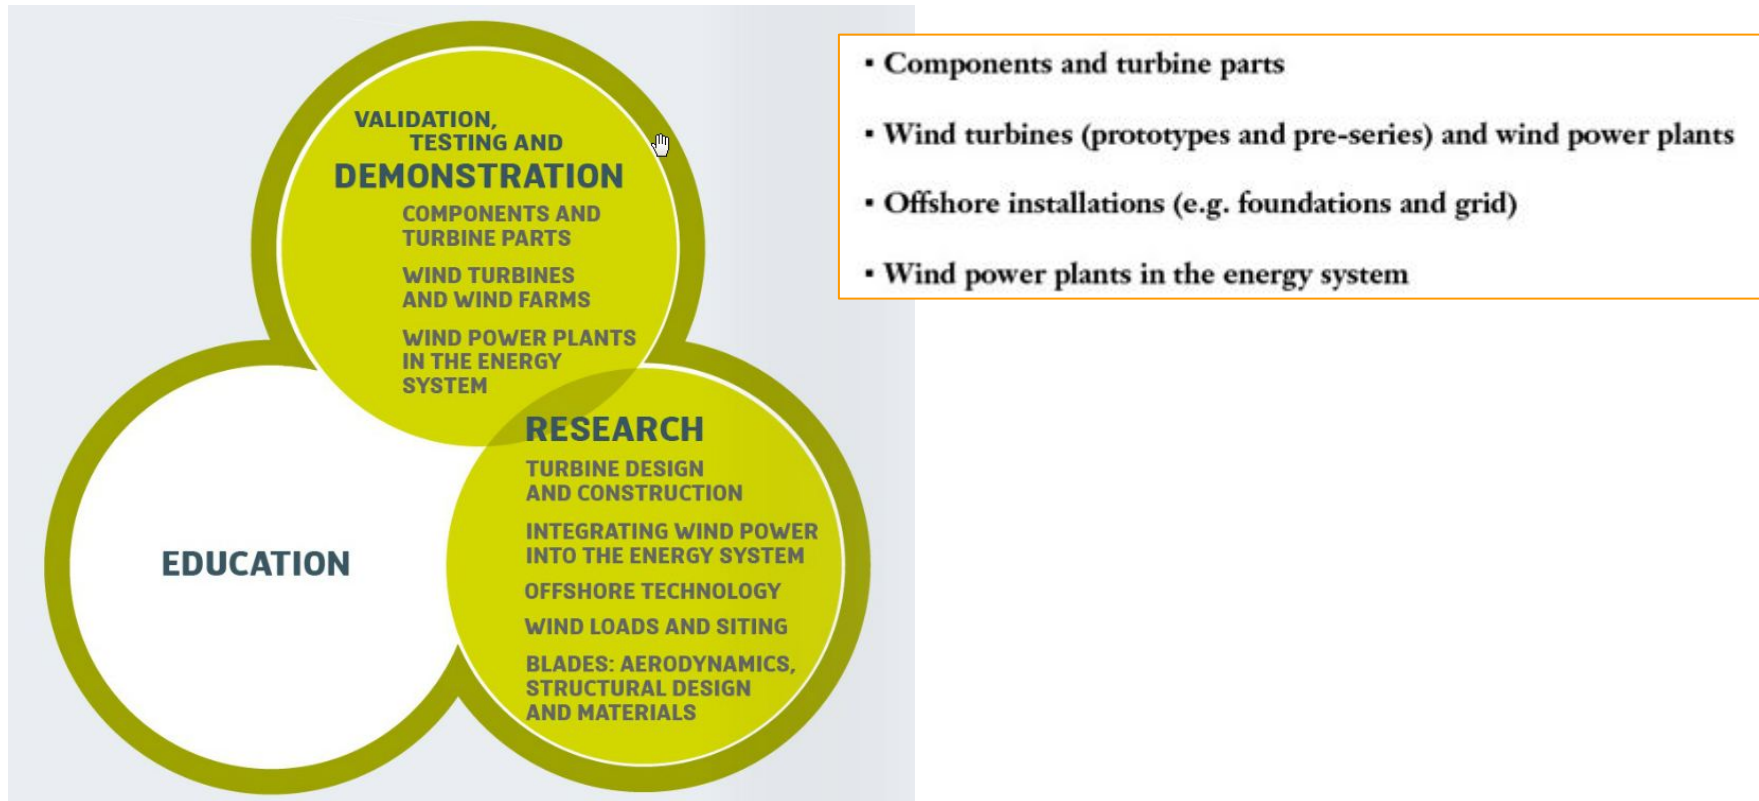 VALIDATION,
TESTING AND
DEMONSTRATION
COMPONENTS AND
TURBINE PARTS
WIND TURBINES
AND WIND FARMS
WIND POWER PLANTS
IN THE ENERGY
SYSTEM
RESEARCH
TURBINE DESIGN
AND CONSTRUCTION
INTEGRATING WIND POWER
INTO THE ENERGY SYSTEM
OFFSHORE TECHNOLOGY
WIND LOADS AND SITING
BLADES: AERODYNAMICS,
STRUCTURAL DESIGN
AND MATERIALS
EDUCATION
▪ Components and turbine parts
▪ Wind turbines (prototypes and pre-series) and wind power plants
▪ Offshore installations (e.g. foundations and grid)
▪ Wind power plants in the energy system